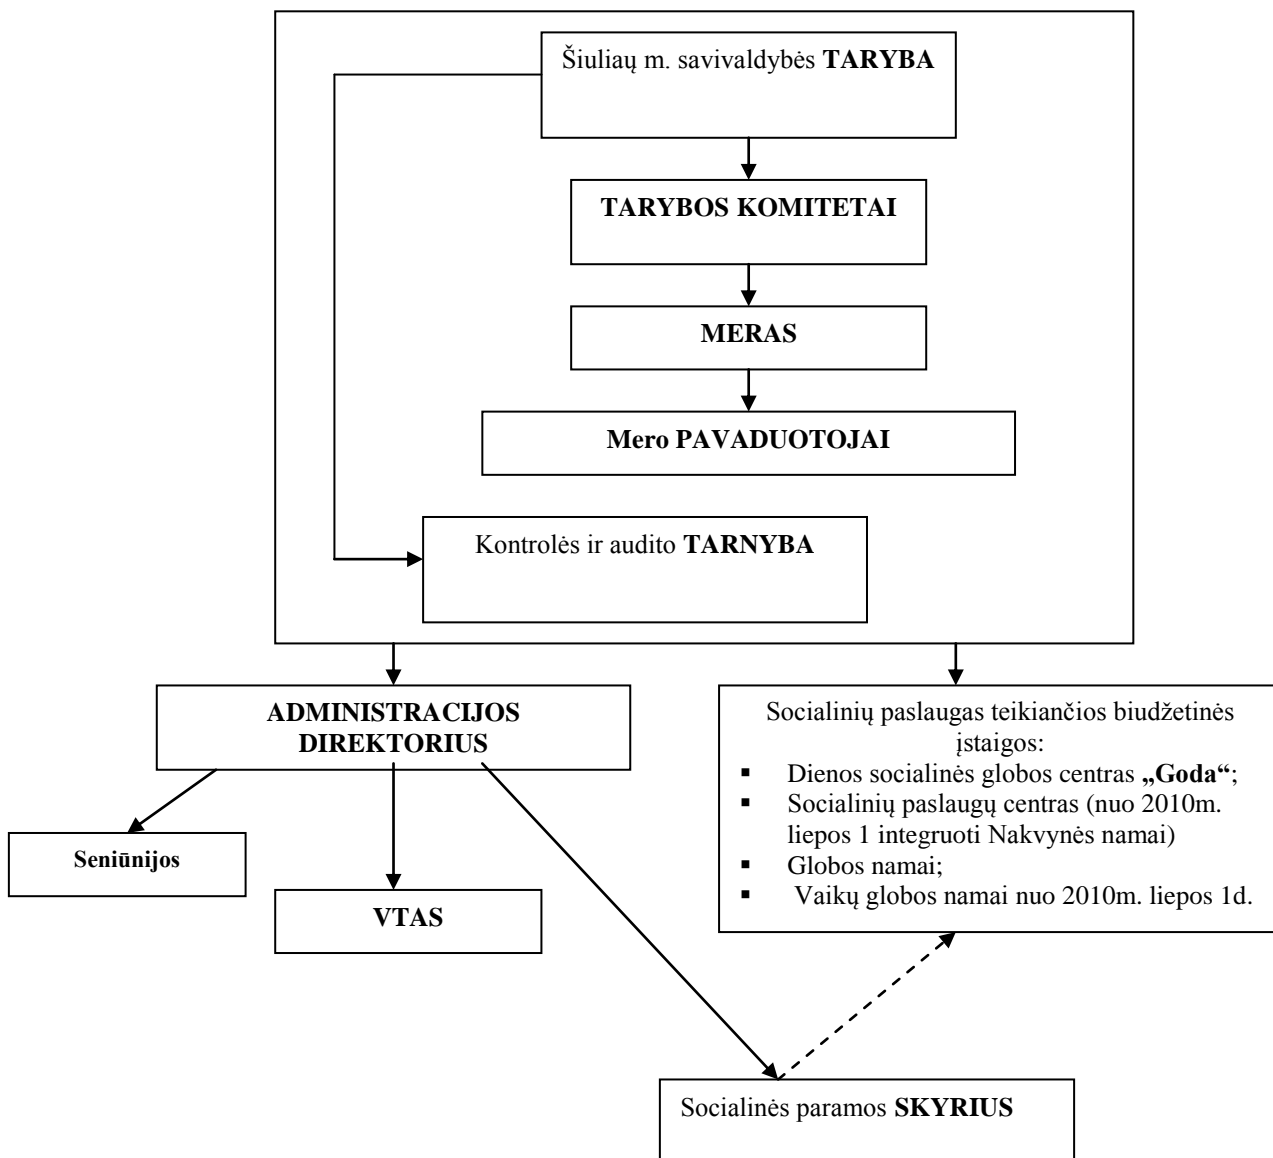 Šiulių m. savivaldybės TARYBA
TARYBOS KOMITETAI
MERAS
Mero PAVADUOTOJAI
Kontrolės ir audito TARNYBA
ADMINISTRACIJOS
DIREKTORIUS
Socialinių paslaugas teikiančios biudžetinės
įstaigos:
▪ Dienos socialinės globos centras „Goda“;
▪ Socialinių paslaugų centras (nuo 2010m.
liepos 1 integruoti Nakvynės namai)
▪ Globos namai;
▪ Vaikų globos namai nuo 2010m. liepos 1d.
Seniūnijos
VTAS
Socialinės paramos SKYRIUS